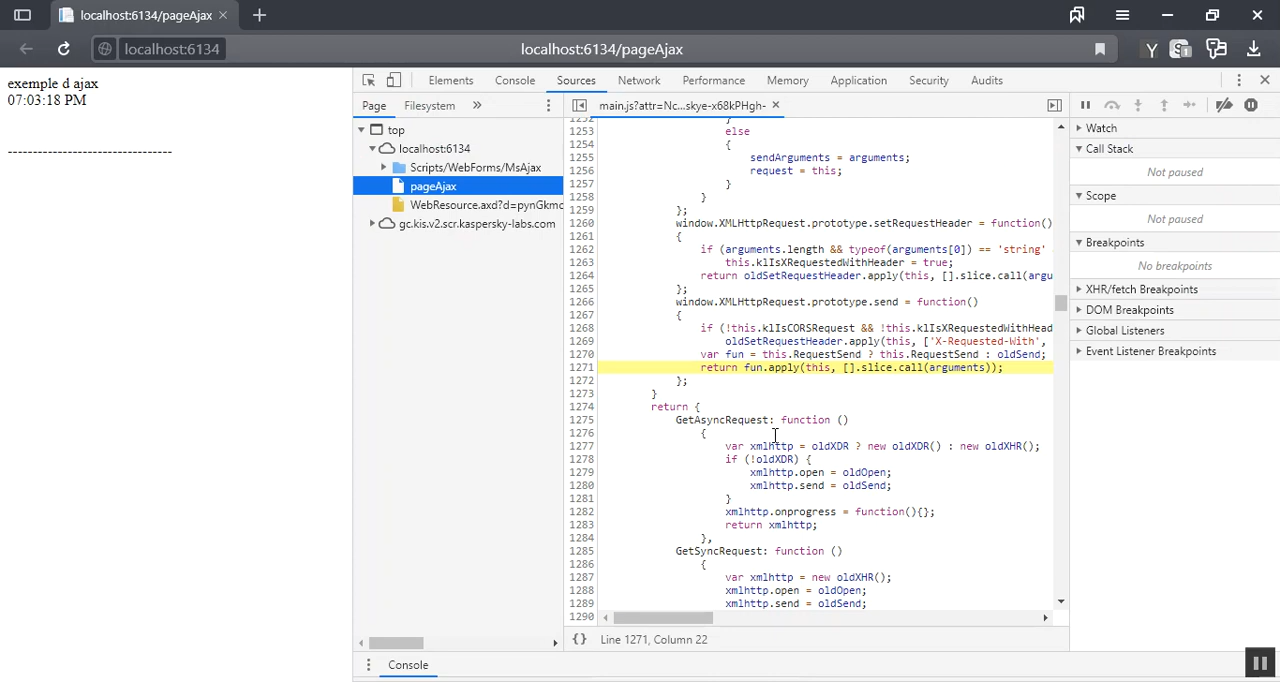 localhost:6134/pageAjax
localhost:6134 localhost:6134/pageAjax
exemple d ajax
07:03:18 PM
--------------------------------
Elements Console Sources Network Performance Memory Application Security Audits
Page Filesystem »
main.js?attr=Nc...skye-x68kPHgh-
top
localhost:6134
Scripts/WebForms/MsAjax
pageAjax
WebResource.axd?d=pynGkmc
gc.kis.v2.scr.kaspersky-labs.com
1252 }
1253 else
1254 {
1255 sendArguments = arguments;
1256 request = this;
1257 }
1258 }
1259 };
1260 window.XMLHttpRequest.prototype.setRequestHeader = function()
1261 {
1262 if (arguments.length && typeof(arguments[0]) == 'string'
1263 this.klIsXRequestedWithHeader = true;
1264 return oldSetRequestHeader.apply(this, [].slice.call(argu
1265 };
1266 window.XMLHttpRequest.prototype.send = function()
1267 {
1268 if (!this.klIsCORSRequest && !this.klIsXRequestedWithHead
1269 oldSetRequestHeader.apply(this, ['X-Requested-With',
1270 var fun = this.RequestSend ? this.RequestSend : oldSend;
1271 return fun.apply(this, [].slice.call(arguments));
1272 };
1273 }
1274 return {
1275 GetAsyncRequest: function ()
1276 {
1277 var xmlhttp = oldXDR ? new oldXDR() : new oldXHR();
1278 if (!oldXDR) {
1279 xmlhttp.open = oldOpen;
1280 xmlhttp.send = oldSend;
1281 }
1282 xmlhttp.onprogress = function(){};
1283 return xmlhttp;
1284 },
1285 GetSyncRequest: function ()
1286 {
1287 var xmlhttp = new oldXHR();
1288 xmlhttp.open = oldOpen;
1289 xmlhttp.send = oldSend;
1290
{} Line 1271, Column 22
Watch
Call Stack
Not paused
Scope
Not paused
Breakpoints
No breakpoints
XHR/fetch Breakpoints
DOM Breakpoints
Global Listeners
Event Listener Breakpoints
Console